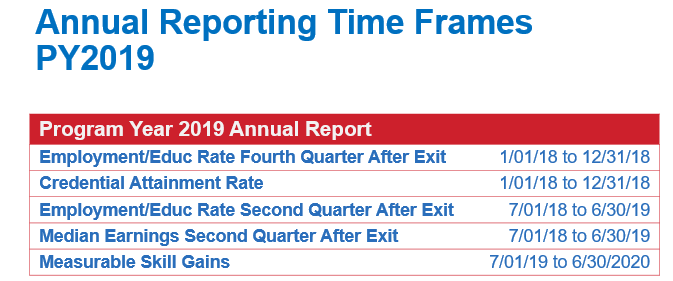 Annual Reporting Time Frames
PY2019
Program Year 2019 Annual Report
Employment/Educ Rate Fourth Quarter After Exit 1/01/18 to 12/31/18
Credential Attainment Rate 1/01/18 to 12/31/18
Employment/Educ Rate Second Quarter After Exit 7/01/18 to 6/30/19
Median Earnings Second Quarter After Exit 7/01/18 to 6/30/19
Measurable Skill Gains 7/01/19 to 6/30/2020